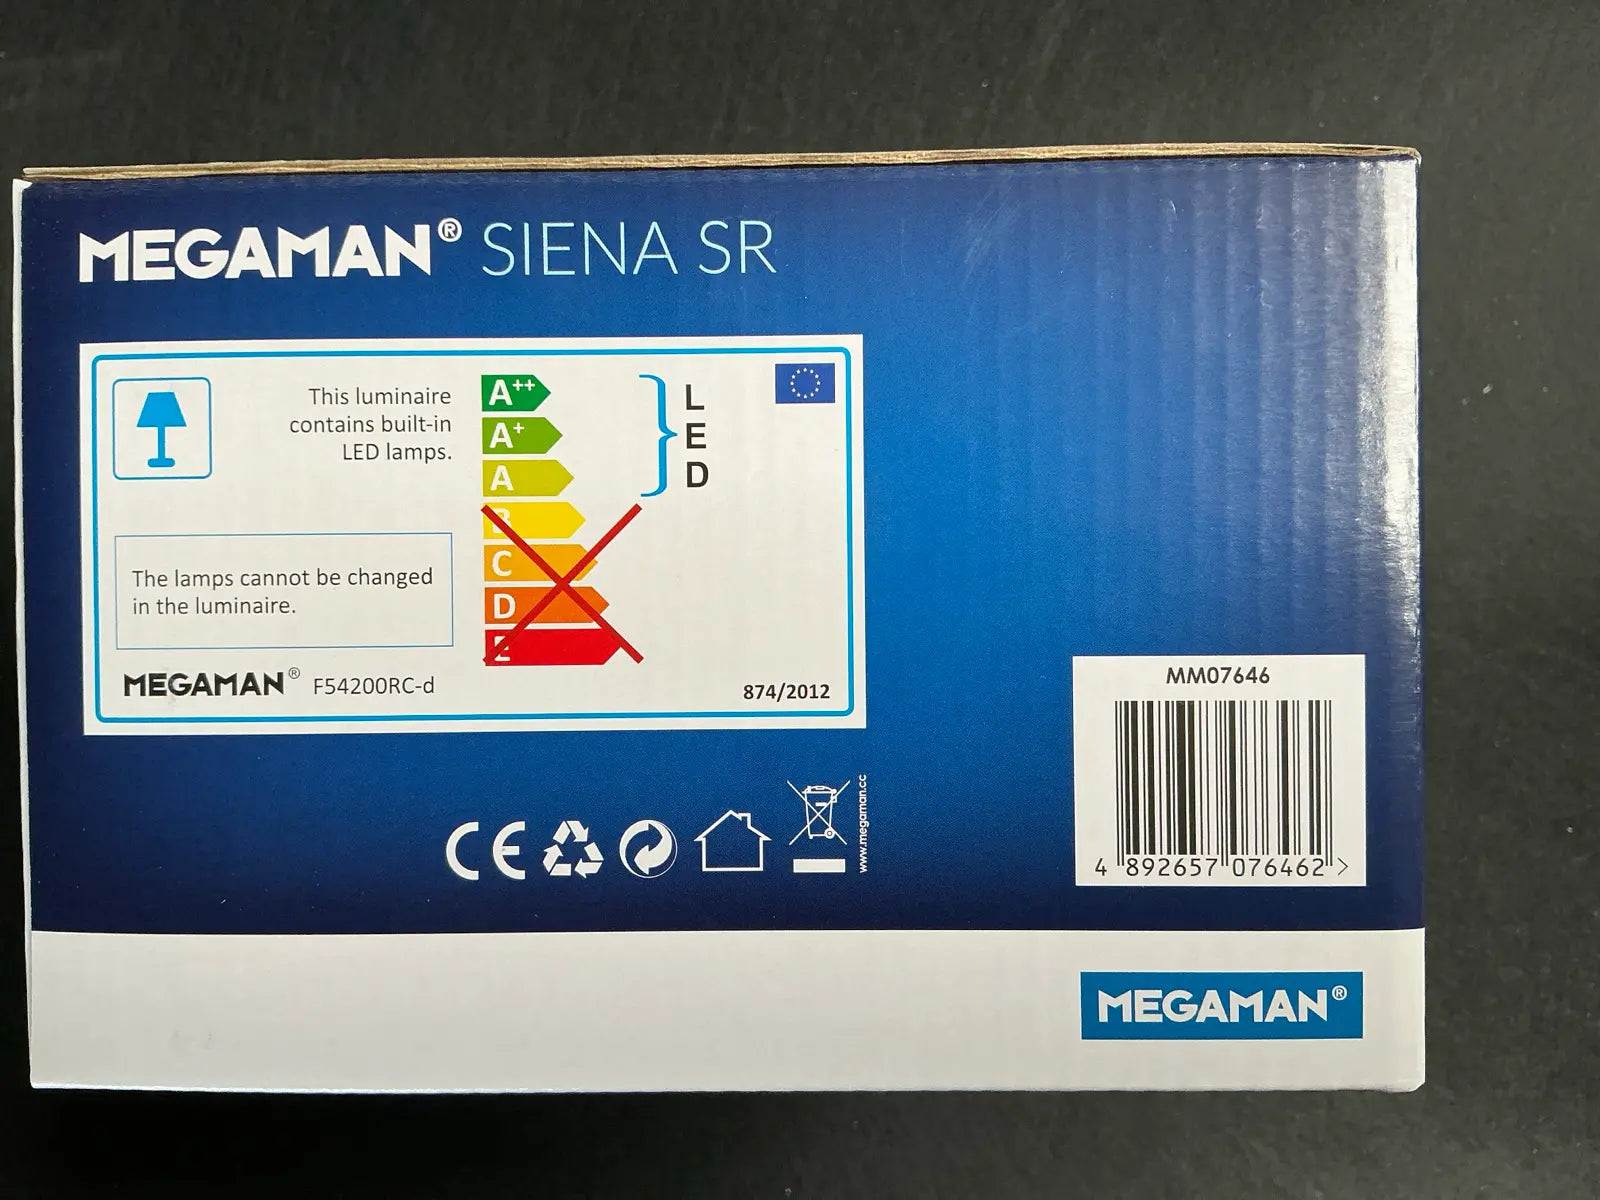 MEGAMAN® SIENA SR
This luminaire
contains built-in
LED lamps.
A++
A+
A
B
C
D
E
L
E
D
The lamps cannot be changed
in the luminaire.
MEGAMAN® F54200RC-d
874/2012
CE
www.megaman.cc
MM07646
4 892657 076462 >
MEGAMAN®